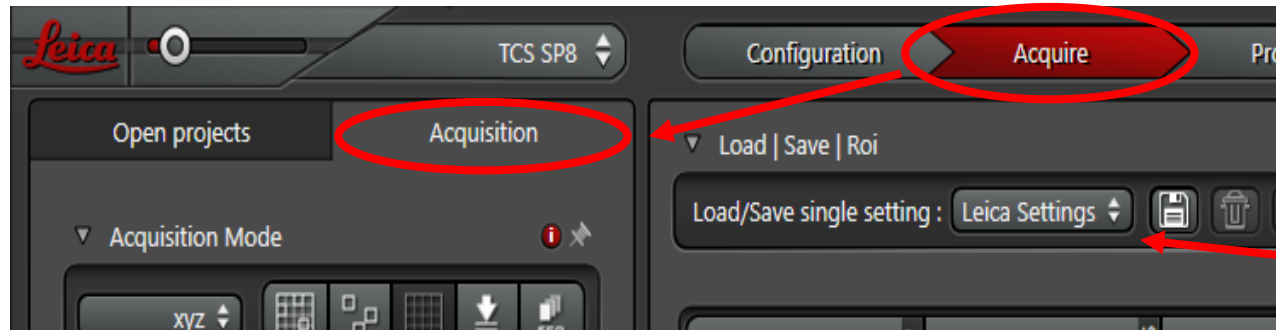 Leica
TCS SP8
Configuration
Acquire
Open projects
Acquisition
Load | Save | Roi
Load/Save single setting : Leica Settings
Acquisition Mode
xyz